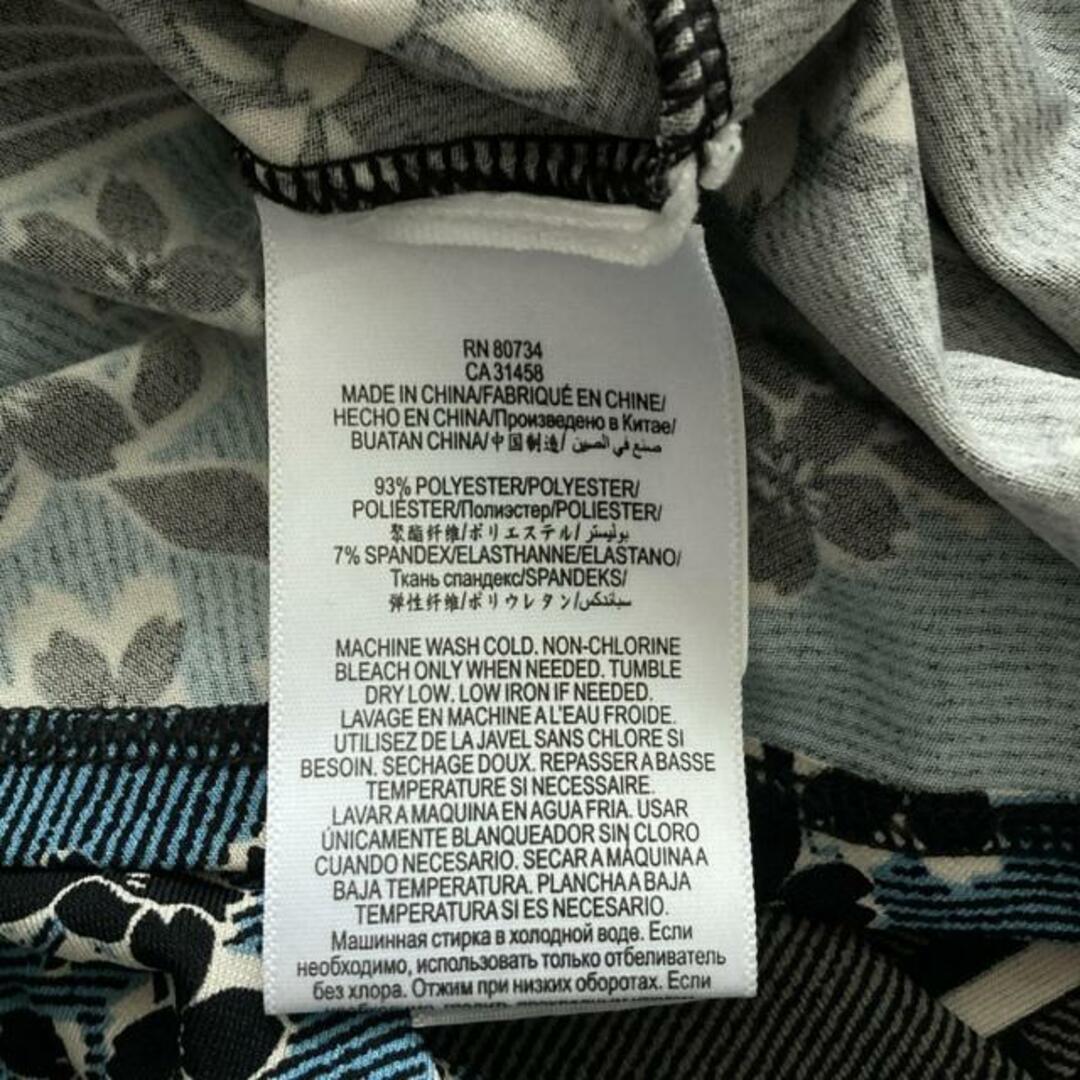 RN 80734
CA 31458
MADE IN CHINA/FABRIQUÉ EN CHINE/
HECHO EN CHINA/Произведено в Китае/
BUATAN CHINA/中国制造/ صنع في الصين
93% POLYESTER/POLYESTER/
POLIÉSTER/Полиэстер/POLIESTER/
聚酯纤维/ポリエステル/ بوليستر
7% SPANDEX/ELASTHANNE/ELASTANO/
Ткань спандекс/SPANDEKS/
弹性纤维/ポリウレタン/سباندكس
MACHINE WASH COLD. NON-CHLORINE
BLEACH ONLY WHEN NEEDED. TUMBLE
DRY LOW. LOW IRON IF NEEDED.
LAVAGE EN MACHINE A L'EAU FROIDE.
UTILISEZ DE LA JAVEL SANS CHLORE SI
BESOIN. SECHAGE DOUX. REPASSER A BASSE
TEMPERATURE SI NECESSAIRE.
LAVAR A MAQUINA EN AGUA FRIA. USAR
ÚNICAMENTE BLANQUEADOR SIN CLORO
CUANDO NECESARIO. SECAR A MÁQUINA A
BAJA TEMPERATURA. PLANCHA A BAJA
TEMPERATURA SI ES NECESARIO.
Машинная стирка в холодной воде. Если
необходимо, использовать только отбеливатель
без хлора. Отжим при низких оборотах. Если